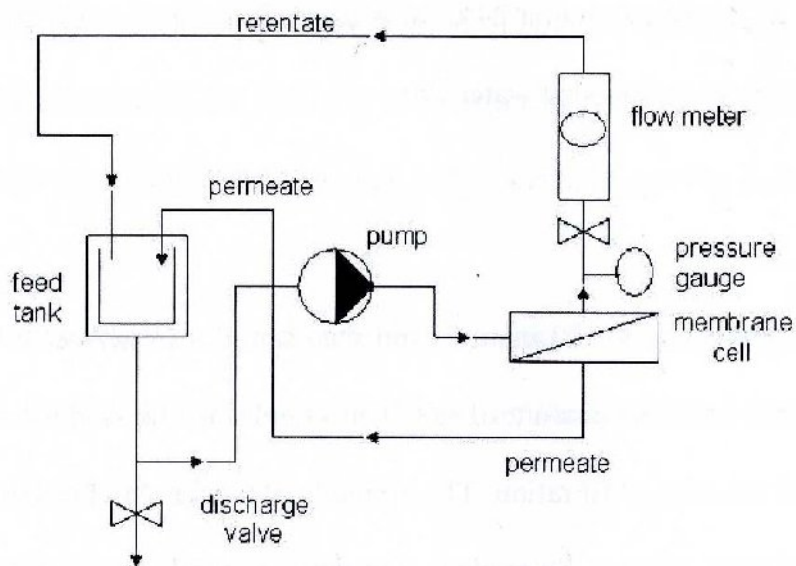 retentate
flow meter
permeate
pump
pressure
gauge
feed
tank
membrane
cell
permeate
discharge
valve